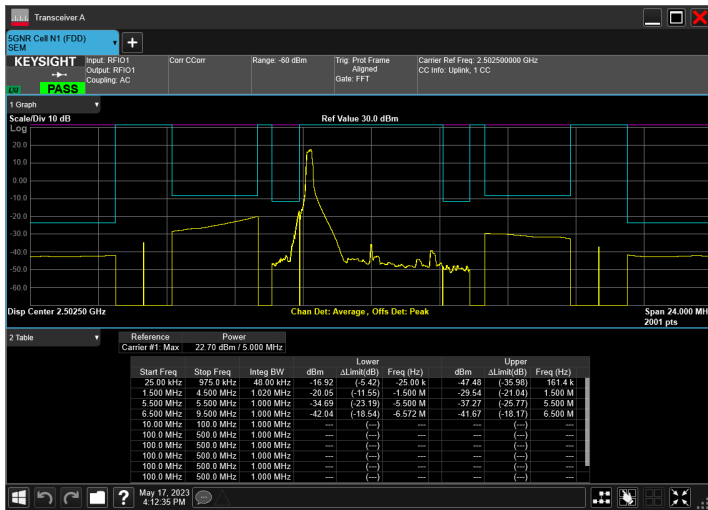 Transceiver A
5GNR Cell N1 (FDD)
SEM
KEYSIGHT
PASS
Input: RFIO1
Output: RFIO1
Coupling: AC
Corr CCorr
Range: -60 dBm
Trig: Prot Frame
Aligned
Gate: FFT
Carrier Ref Freq: 2.502500000 GHz
CC Info: Uplink, 1 CC
1 Graph
Scale/Div 10 dB
Ref Value 30.0 dBm
Log
20.0
10.0
0.00
-10.0
-20.0
-30.0
-40.0
-50.0
-60.0
Disp Center 2.50250 GHz
Chan Det: Average, Offs Det: Peak
Span 24.000 MH
2001 pts
2 Table
Reference Power
Carrier #1: Max 22.70 dBm / 5.000 MHz
Lower Upper
Start Freq Stop Freq Integ BW dBm ΔLimit(dB) Freq (Hz) dBm ΔLimit(dB) Freq (Hz)
25.00 kHz 975.0 kHz 48.00 kHz -16.92 (-5.42) -25.00 k -47.48 (-35.98) 161.4 k
1.500 MHz 4.500 MHz 1.020 MHz -20.05 (-11.55) -1.500 M -29.54 (-21.04) 1.500 M
5.500 MHz 5.500 MHz 1.000 MHz -34.69 (-23.19) -5.500 M -37.27 (-25.77) 5.500 M
6.500 MHz 9.500 MHz 1.000 MHz -42.04 (-18.54) -6.572 M -41.67 (-18.17) 6.500 M
10.00 MHz 100.0 MHz 1.000 MHz --- (---) --- --- (---) ---
100.0 MHz 500.0 MHz 1.000 MHz --- (---) --- --- (---) ---
100.0 MHz 500.0 MHz 1.000 MHz --- (---) --- --- (---) ---
100.0 MHz 500.0 MHz 1.000 MHz --- (---) --- --- (---) ---
100.0 MHz 500.0 MHz 1.000 MHz --- (---) --- --- (---) ---
100.0 MHz 500.0 MHz 1.000 MHz --- (---) --- --- (---) ---
?
May 17, 2023
4:12:35 PM